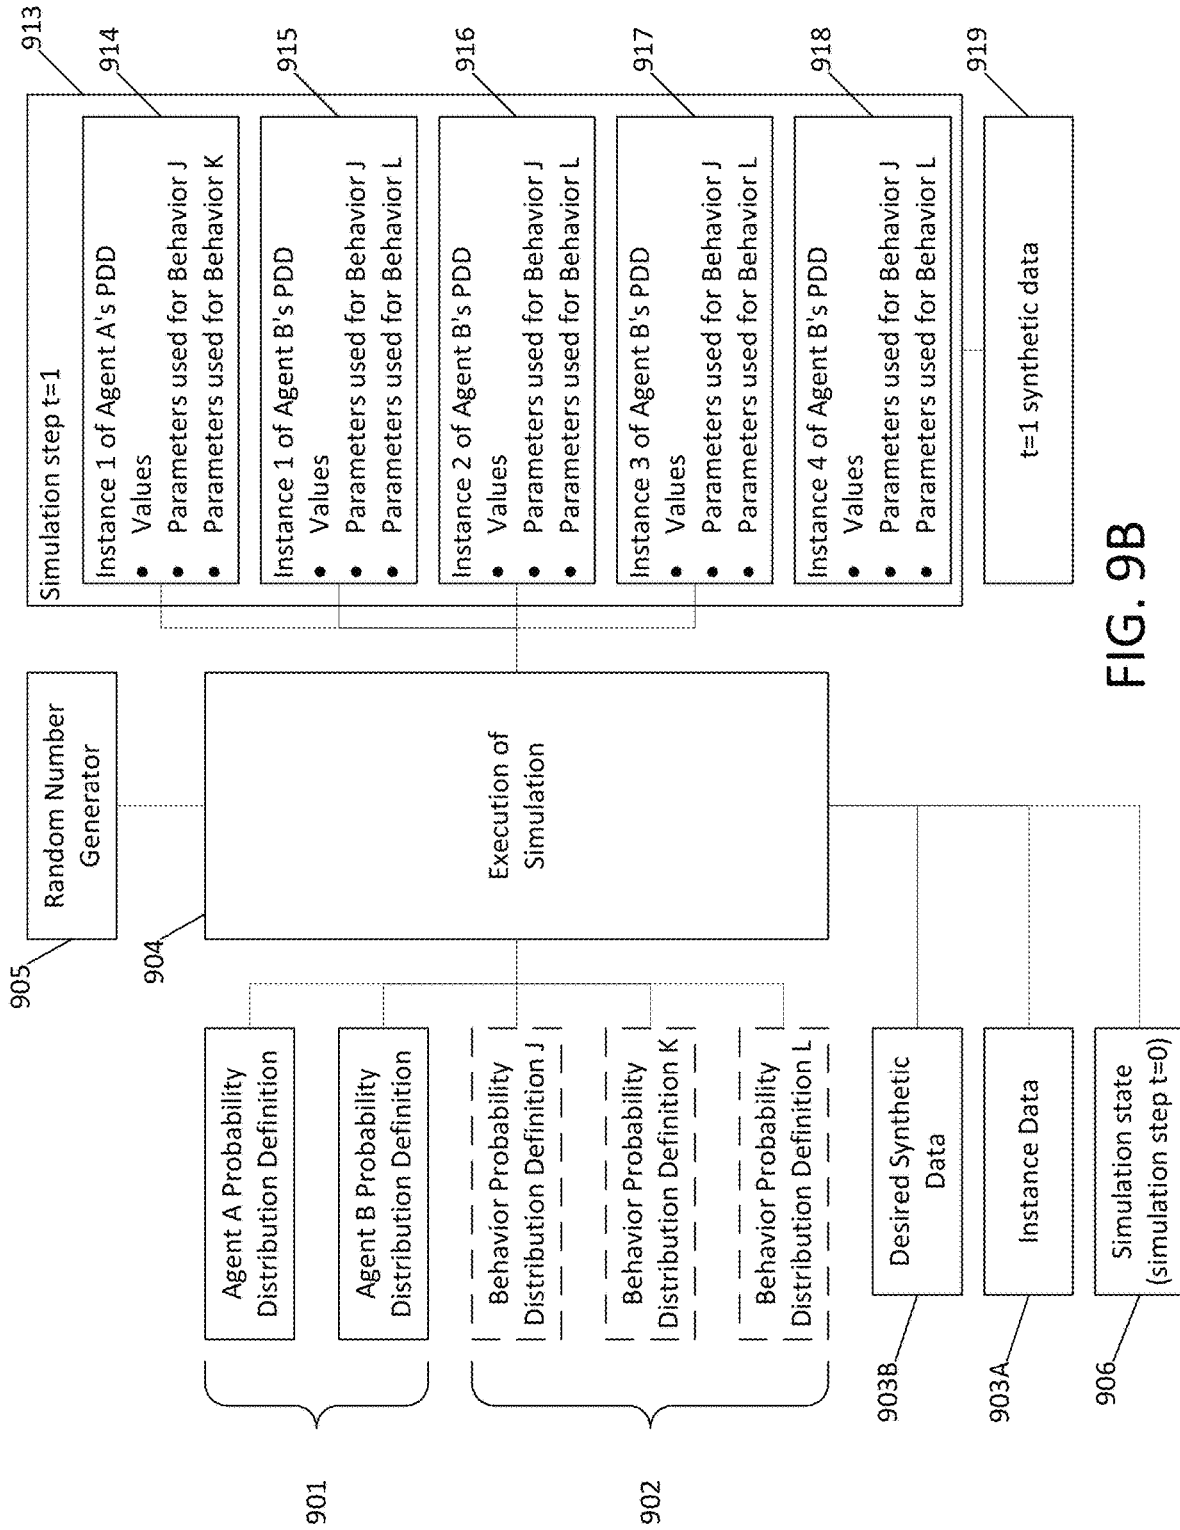 901
902
Agent A Probability
Distribution Definition
Agent B Probability
Distribution Definition
Behavior Probability
Distribution Definition J
Behavior Probability
Distribution Definition K
Behavior Probability
Distribution Definition L
903B
Desired Synthetic
Data
903A
Instance Data
906
Simulation state
(simulation step t=0)
905
Random Number
Generator
904
Execution of
Simulation
913
Simulation step t=1
914
Instance 1 of Agent A's PDD
● Values
● Parameters used for Behavior J
● Parameters used for Behavior K
915
Instance 1 of Agent B's PDD
● Values
● Parameters used for Behavior J
● Parameters used for Behavior L
916
Instance 2 of Agent B's PDD
● Values
● Parameters used for Behavior J
● Parameters used for Behavior L
917
Instance 3 of Agent B's PDD
● Values
● Parameters used for Behavior J
● Parameters used for Behavior L
918
Instance 4 of Agent B's PDD
● Values
● Parameters used for Behavior J
● Parameters used for Behavior L
919
t=1 synthetic data
FIG. 9B